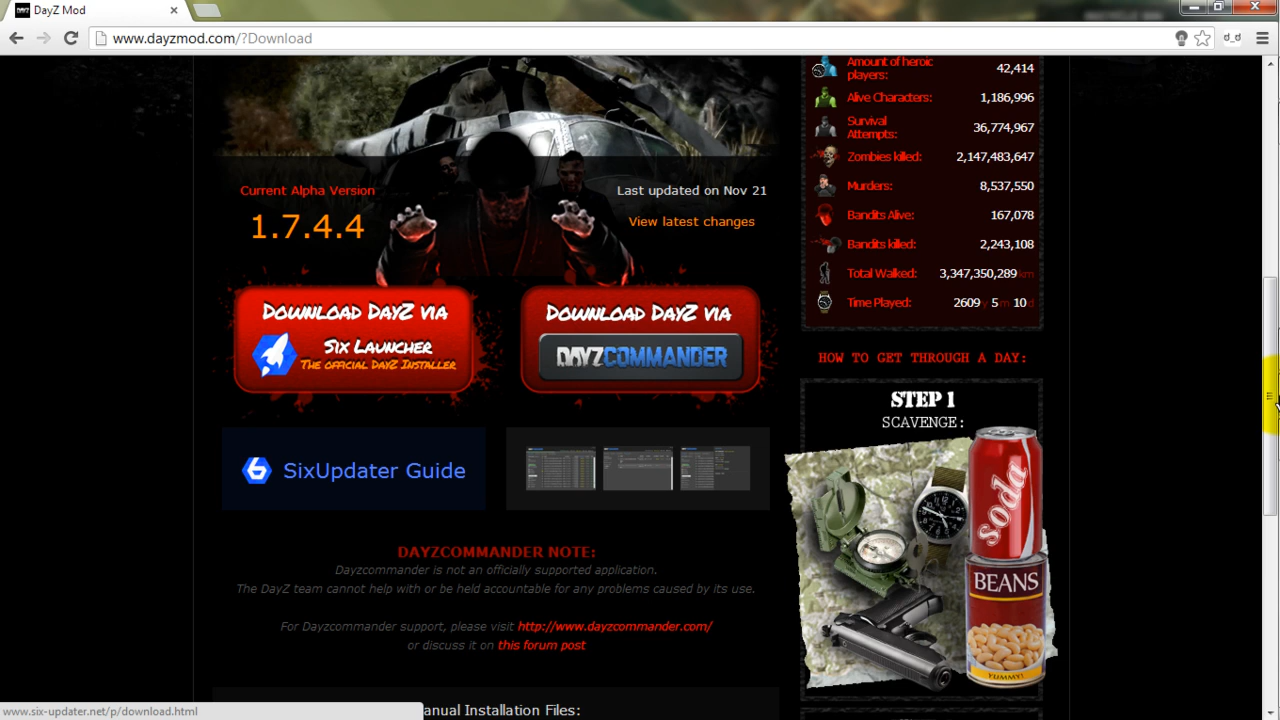 DayZ Mod
www.dayzmod.com/?Download
Current Alpha Version
1.7.4.4
Last updated on Nov 21
View latest changes
DOWNLOAD DAYZ VIA
SIX LAUNCHER
THE OFFICIAL DAYZ INSTALLER
DOWNLOAD DAYZ VIA
DAYZCOMMANDER
SixUpdater Guide
DAYZCOMMANDER NOTE:
Dayzcommander is not an officially supported application.
The DayZ team cannot help with or be held accountable for any problems caused by its use.
For Dayzcommander support, please visit http://www.dayzcommander.com/
or discuss it on this forum post
anual Installation Files:
www.six-updater.net/p/download.html
Amount of heroic
players: 42,414
Alive Characters: 1,186,996
Survival
Attempts: 36,774,967
Zombies killed: 2,147,483,647
Murders: 8,537,550
Bandits Alive: 167,078
Bandits killed: 2,243,108
Total Walked: 3,347,350,289 km
Time Played: 2609 y 5 m 10 d
HOW TO GET THROUGH A DAY:
STEP 1
SCAVENGE:
soda
BEANS
YUMMY!